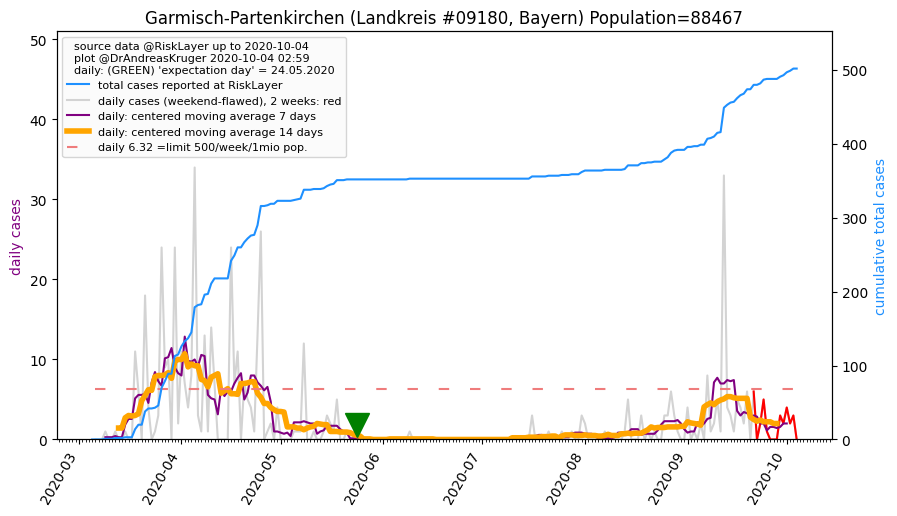 Garmisch-Partenkirchen (Landkreis #09180, Bayern) Population=88467
source data @RiskLayer up to 2020-10-04
plot @DrAndreasKruger 2020-10-04 02:59
daily: (GREEN) 'expectation day' = 24.05.2020
total cases reported at RiskLayer
daily cases (weekend-flawed), 2 weeks: red
daily: centered moving average 7 days
daily: centered moving average 14 days
daily 6.32 =limit 500/week/1mio pop.
daily cases
50
40
30
20
10
0
cumulative total cases
500
400
300
200
100
0
2020-03
2020-04
2020-05
2020-06
2020-07
2020-08
2020-09
2020-10